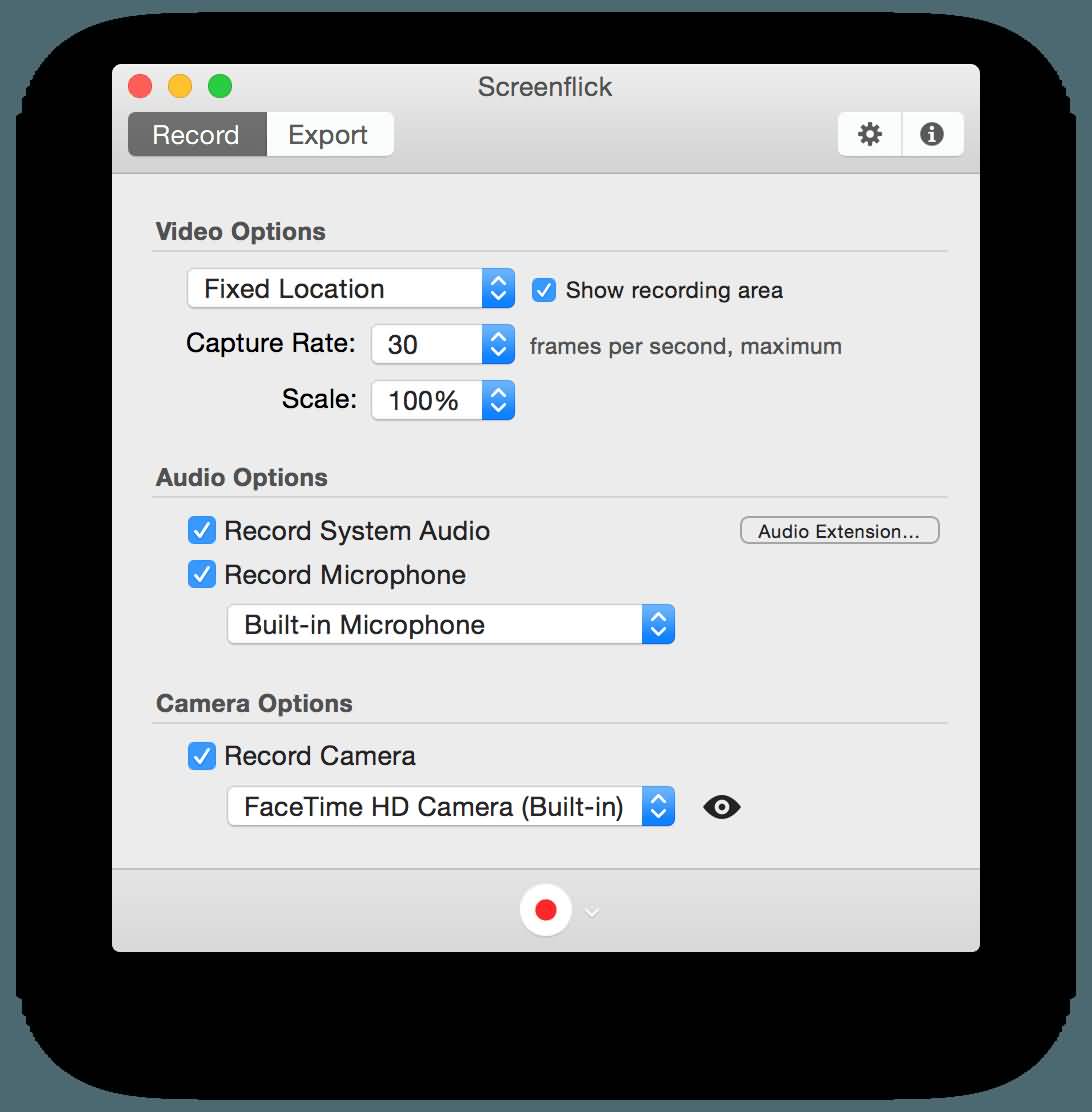 Screenflick
Record Export
Video Options
Fixed Location Show recording area
Capture Rate: 30 frames per second, maximum
Scale: 100%
Audio Options
Record System Audio Audio Extension...
Record Microphone
Built-in Microphone
Camera Options
Record Camera
FaceTime HD Camera (Built-in)